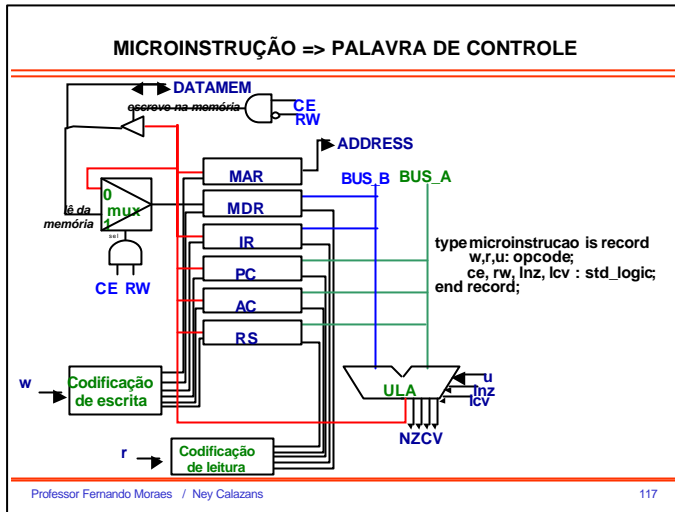 MICROINSTRUÇÃO => PALAVRA DE CONTROLE
DATAMEM
escreve na memória
CE
RW
ADDRESS
BUS_B
BUS_A
MAR
0
mux
1
sel
lê da
memória
MDR
IR
PC
AC
RS
CE RW
type microinstrucao is record
w,r,u: opcode;
ce, rw, lnz, lcv : std_logic;
end record;
w
Codificação
de escrita
ULA
u
lnz
lcv
NZCV
r
Codificação
de leitura
Professor Fernando Moraes / Ney Calazans
117